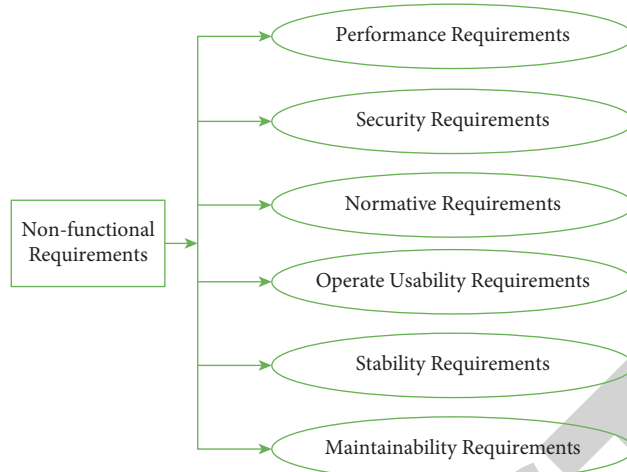 Performance Requirements
Security Requirements
Normative Requirements
Non-functional
Requirements
Operate Usability Requirements
Stability Requirements
Maintainability Requirements